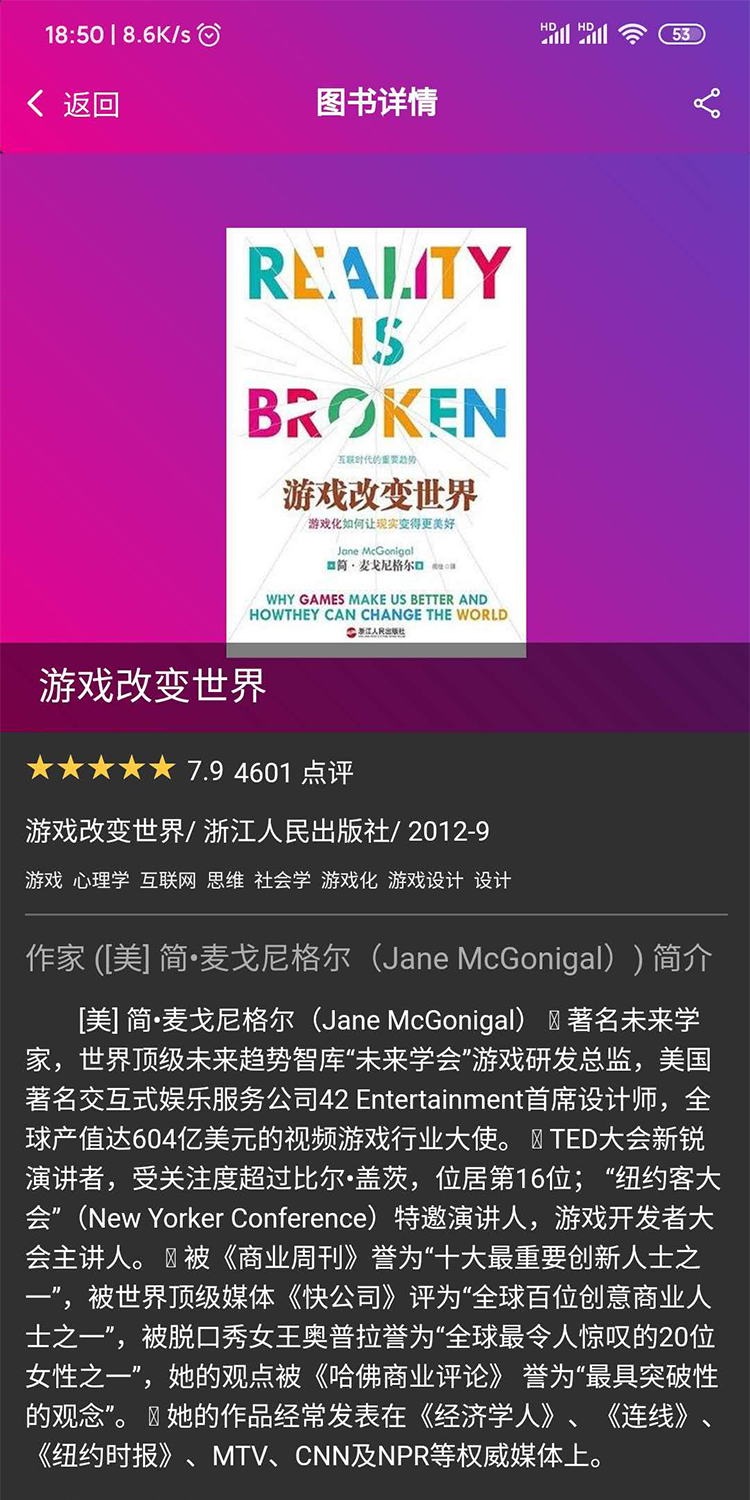 18:50 | 8.6K/s
HD HD 53
返回
图书详情
REALITY
IS
BROKEN
互联时代的重要趋势
游戏改变世界
游戏化如何让现实变得更美好
Jane McGonigal
简·麦戈尼格尔
WHY GAMES MAKE US BETTER AND
HOWTHEY CAN CHANGE THE WORLD
浙江人民出版社
游戏改变世界
7.9 4601 点评
游戏改变世界/ 浙江人民出版社/ 2012-9
游戏 心理学 互联网 思维 社会学 游戏化 游戏设计 设计
作家 ([美] 简•麦戈尼格尔（Jane McGonigal）) 简介
[美] 简•麦戈尼格尔（Jane McGonigal） 著名未来学
家，世界顶级未来趋势智库“未来学会”游戏研发总监，美国
著名交互式娱乐服务公司42 Entertainment首席设计师，全
球产值达604亿美元的视频游戏行业大使。 TED大会新锐
演讲者，受关注度超过比尔•盖茨，位居第16位； “纽约客大
会”（New Yorker Conference）特邀演讲人，游戏开发者大
会主讲人。 被《商业周刊》誉为“十大最重要创新人士之
一”，被世界顶级媒体《快公司》评为“全球百位创意商业人
士之一”，被脱口秀女王奥普拉誉为“全球最令人惊叹的20位
女性之一”，她的观点被《哈佛商业评论》 誉为“最具突破性
的观念”。 她的作品经常发表在《经济学人》、《连线》、
《纽约时报》、MTV、CNN及NPR等权威媒体上。